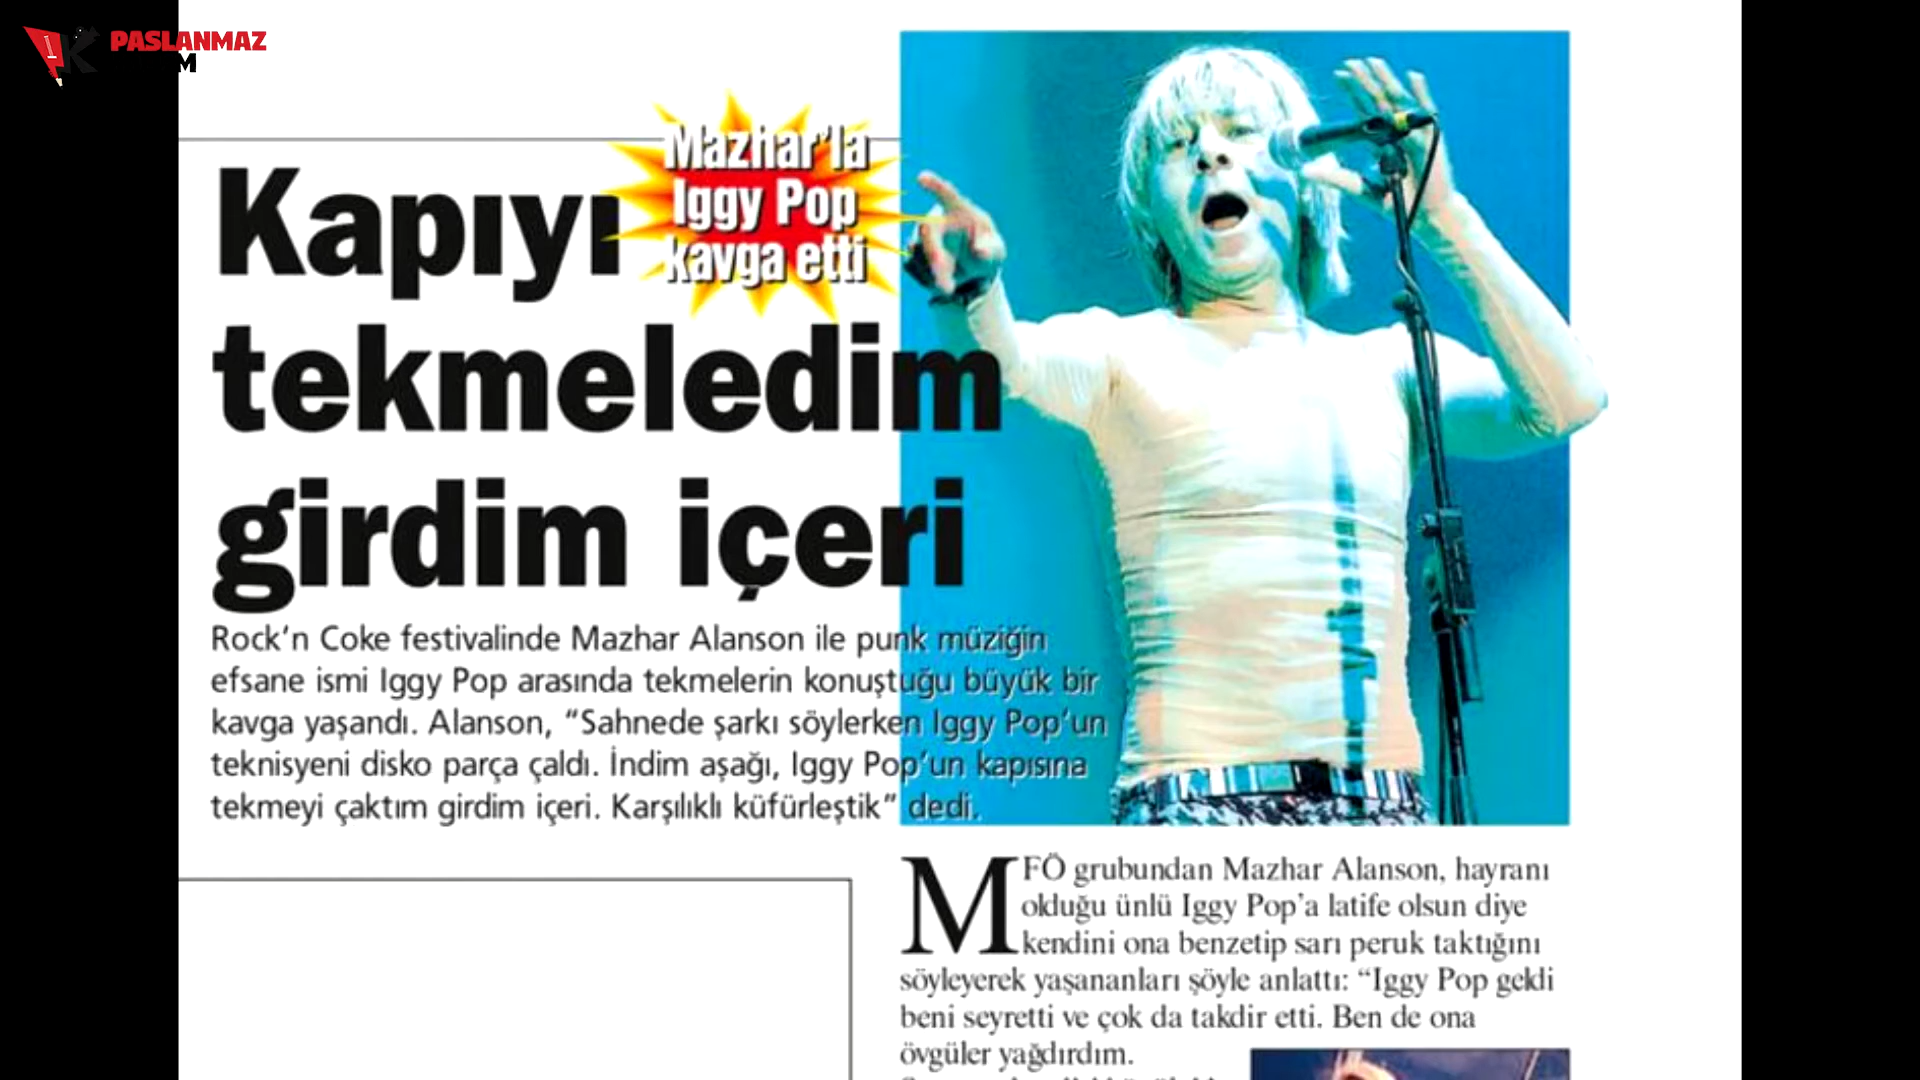 PASLANMAZ
Mazhar'la
Iggy Pop
kavga etti
Kapıyı
tekmeledim
girdim içeri
Rock'n Coke festivalinde Mazhar Alanson ile punk müziğin
efsane ismi Iggy Pop arasında tekmelerin konuştuğu büyük bir
kavga yaşandı. Alanson, “Sahnede şarkı söylerken Iggy Pop'un
teknisyeni disko parça çaldı. İndim aşağı, Iggy Pop'un kapısına
tekmeyi çaktım girdim içeri. Karşılıklı küfürleştik” dedi.
MFÖ grubundan Mazhar Alanson, hayranı
olduğu ünlü Iggy Pop'a latife olsun diye
kendini ona benzetip sarı peruk taktığını
söyleyerek yaşananları şöyle anlattı: “Iggy Pop geldi
beni seyretti ve çok da takdir etti. Ben de ona
övgüler yağdırdım.